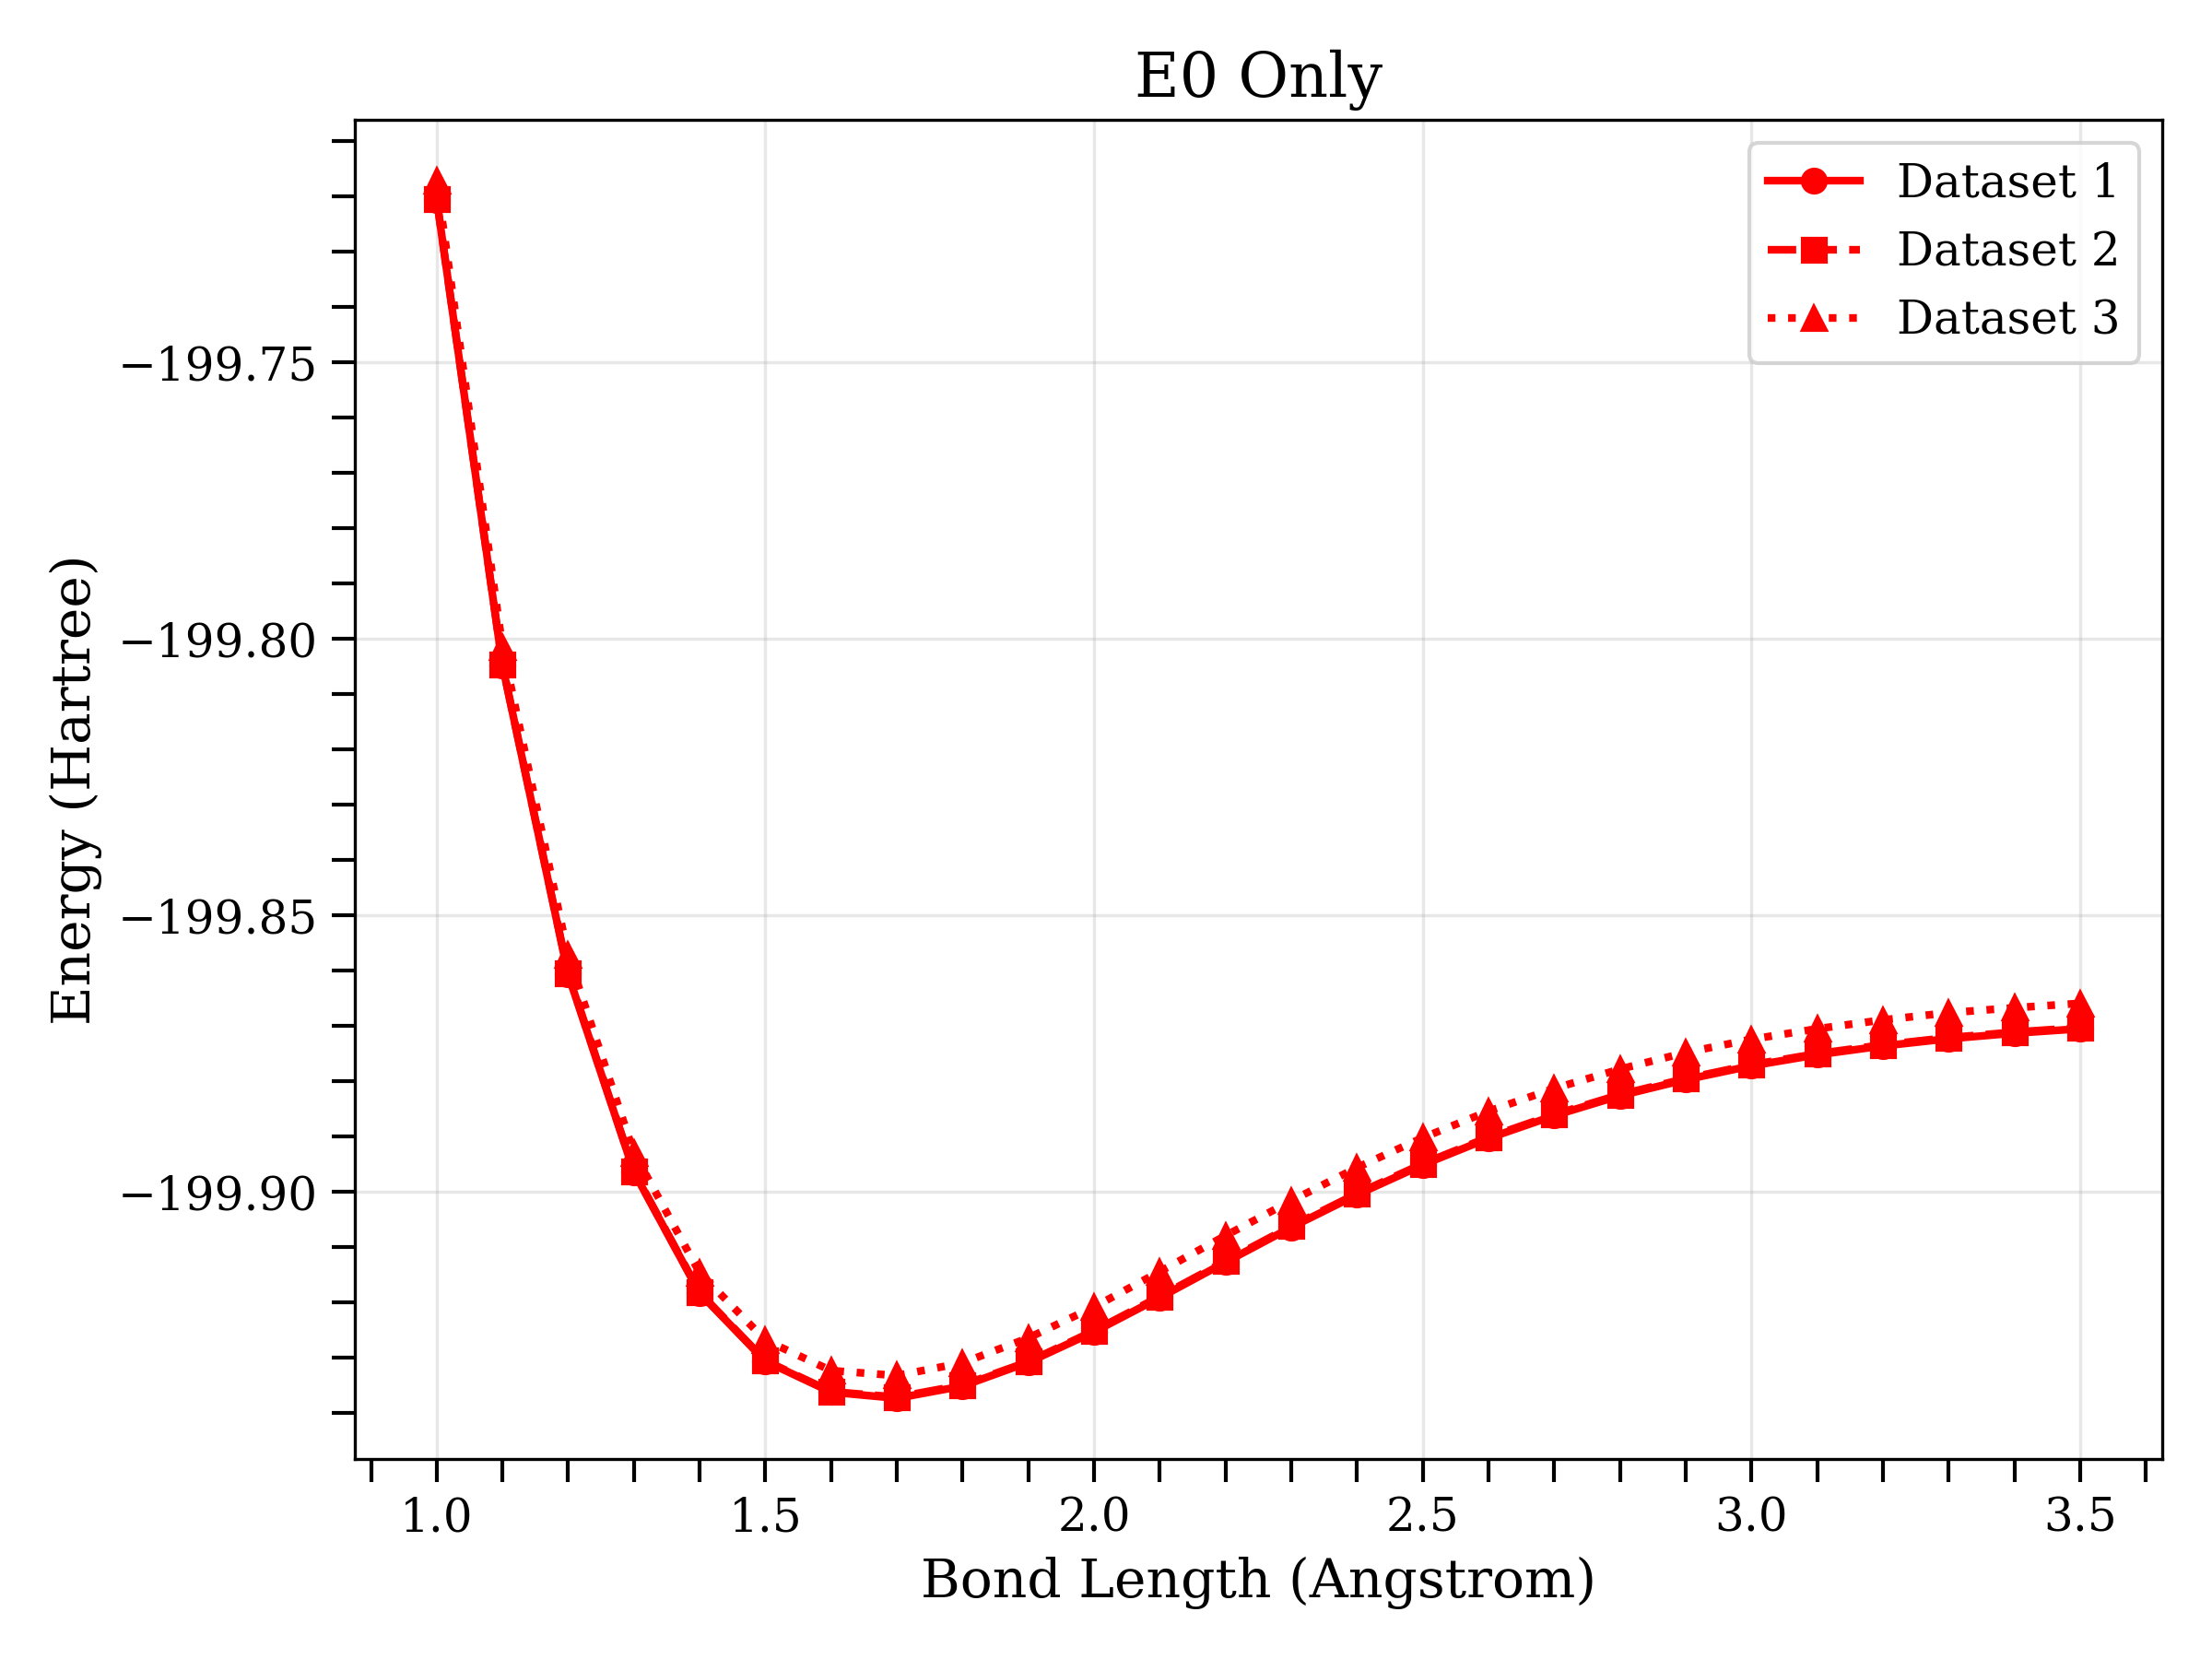 E0 Only
Dataset 1
Dataset 2
Dataset 3
Energy (Hartree)
−199.75
−199.80
−199.85
−199.90
1.0 1.5 2.0 2.5 3.0 3.5
Bond Length (Angstrom)